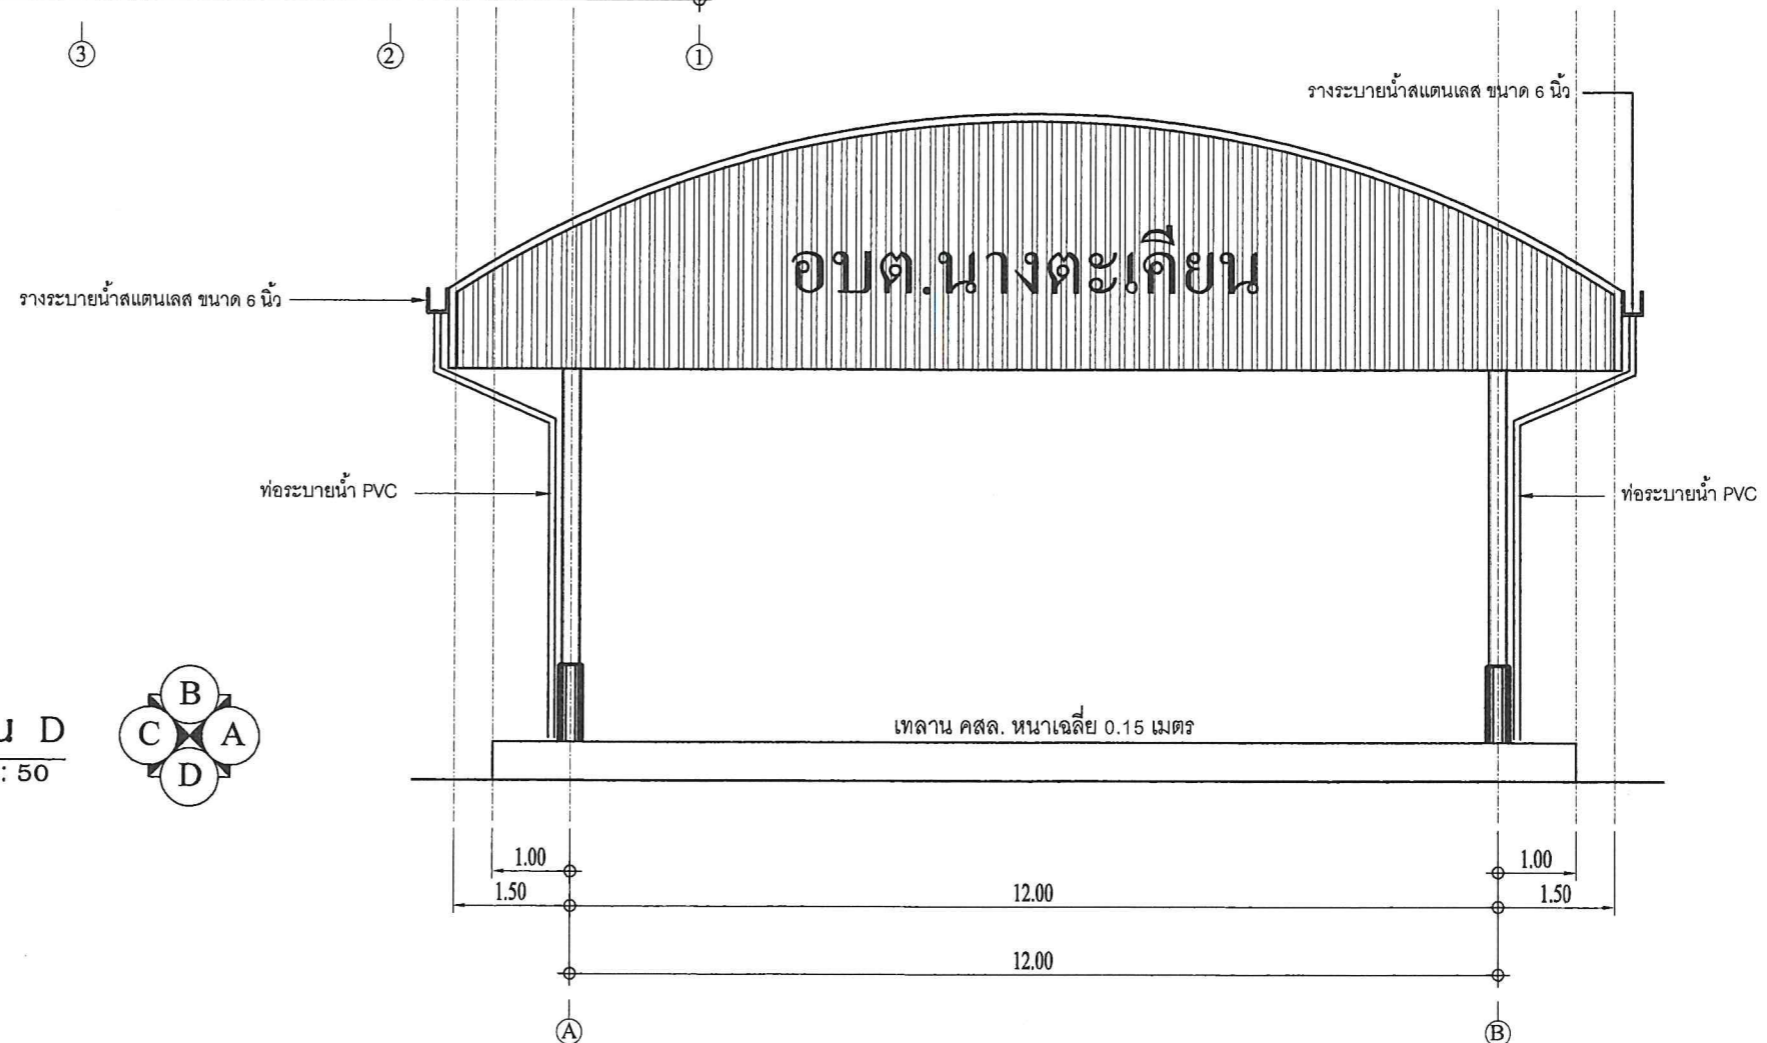 3 2 1
รางระบายน้ำสแตนเลส ขนาด 6 นิ้ว
อบต.นางตะเคียน
รางระบายน้ำสแตนเลส ขนาด 6 นิ้ว
ท่อระบายน้ำ PVC
ท่อระบายน้ำ PVC
B
C A
D
น D
: 50
เทลาน คสล. หนาเฉลี่ย 0.15 เมตร
1.00 1.00
1.50 12.00 1.50
12.00
A B